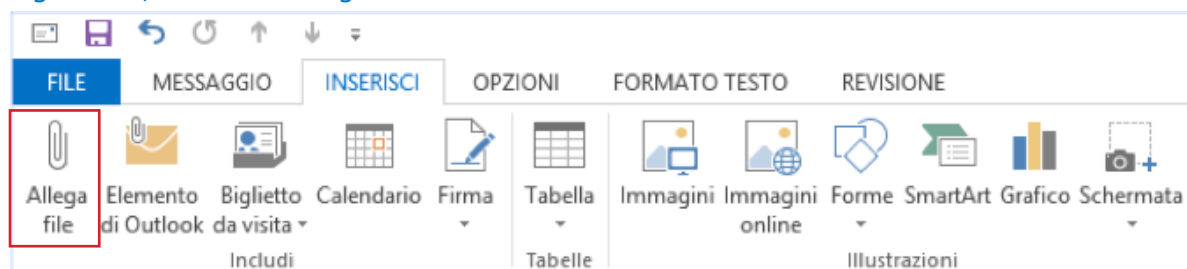 FILE MESSAGGIO INSERISCI OPZIONI FORMATO TESTO REVISIONE
Allega Elemento Biglietto Calendario Firma Tabella Immagini Immagini Forme SmartArt Grafico Schermata
file di Outlook da visita online
Includi Tabelle Illustrazioni